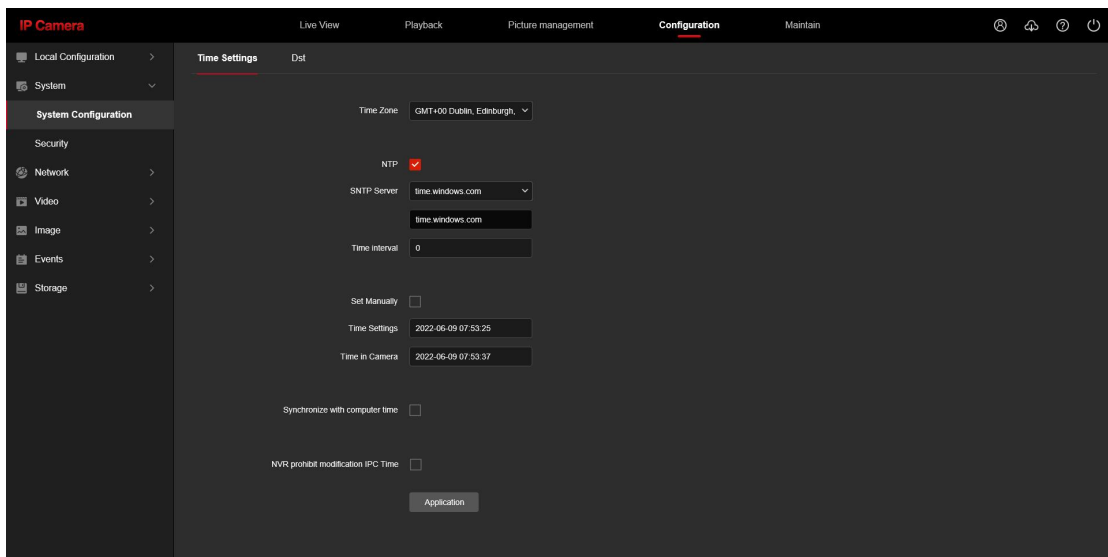 IP Camera
Live View
Playback
Picture management
Configuration
Maintain
Local Configuration
System
System Configuration
Security
Network
Video
Image
Events
Storage
Time Settings
Dst
Time Zone
GMT+00 Dublin, Edinburgh,
NTP
SNTP Server
time.windows.com
time.windows.com
Time interval
0
Set Manually
Time Settings
2022-06-09 07:53:25
Time in Camera
2022-06-09 07:53:37
Synchronize with computer time
NVR prohibit modification IPC Time
Application